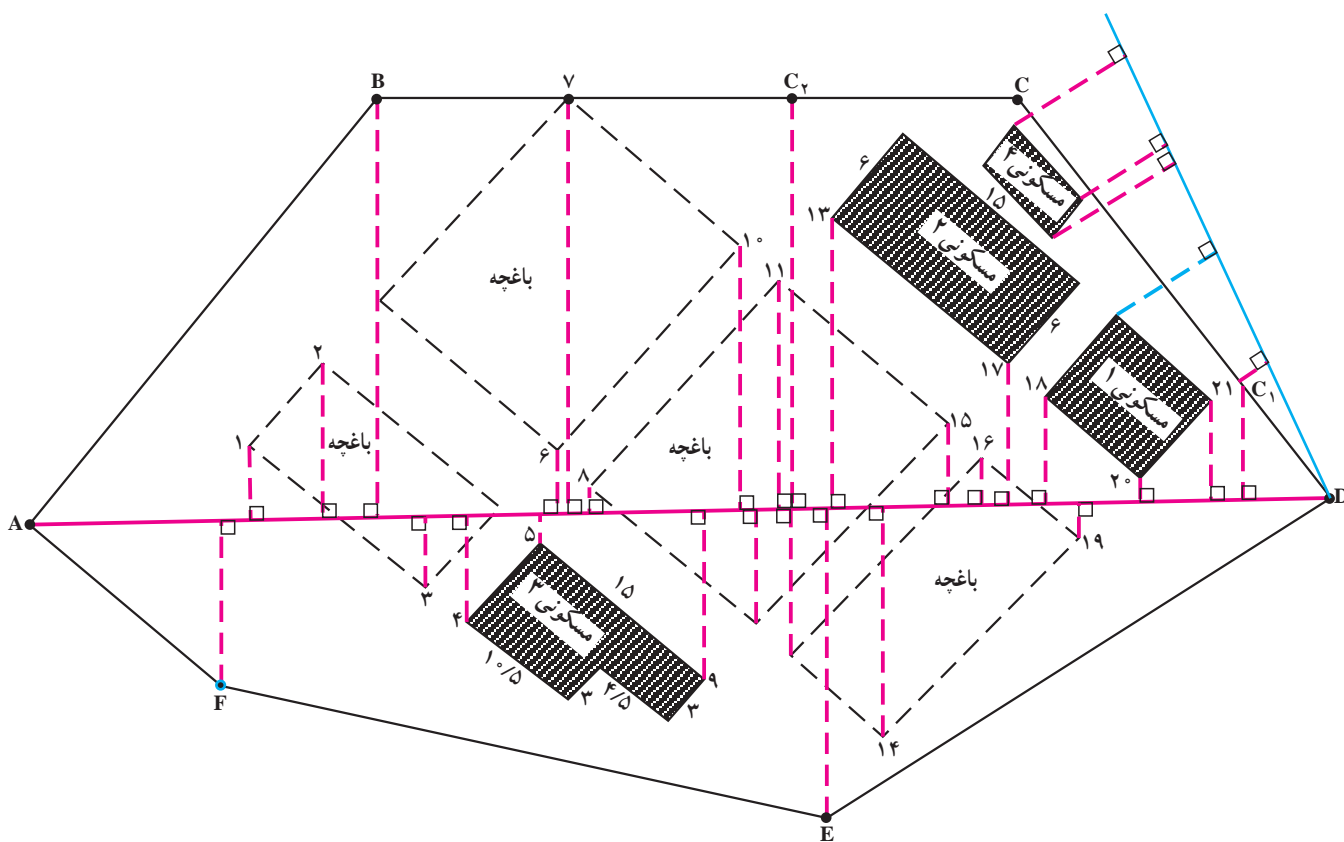 B
۷
C۲
C
مسکونی ۴
۶
۱۵
۱۳
مسکونی ۲
۱۰
۱۱
باغچه
۶
۲
۱۷
۱۸
مسکونی ۱
۲۱
C۱
۱
باغچه
۶
۸
باغچه
۱۵
۱۶
۲۰
D
A
۵
۱۹
۳
۱۵
باغچه
۴
مسکونی ۳
۱۰/۵
۳
۴/۵
۹
۳
F
۱۴
E